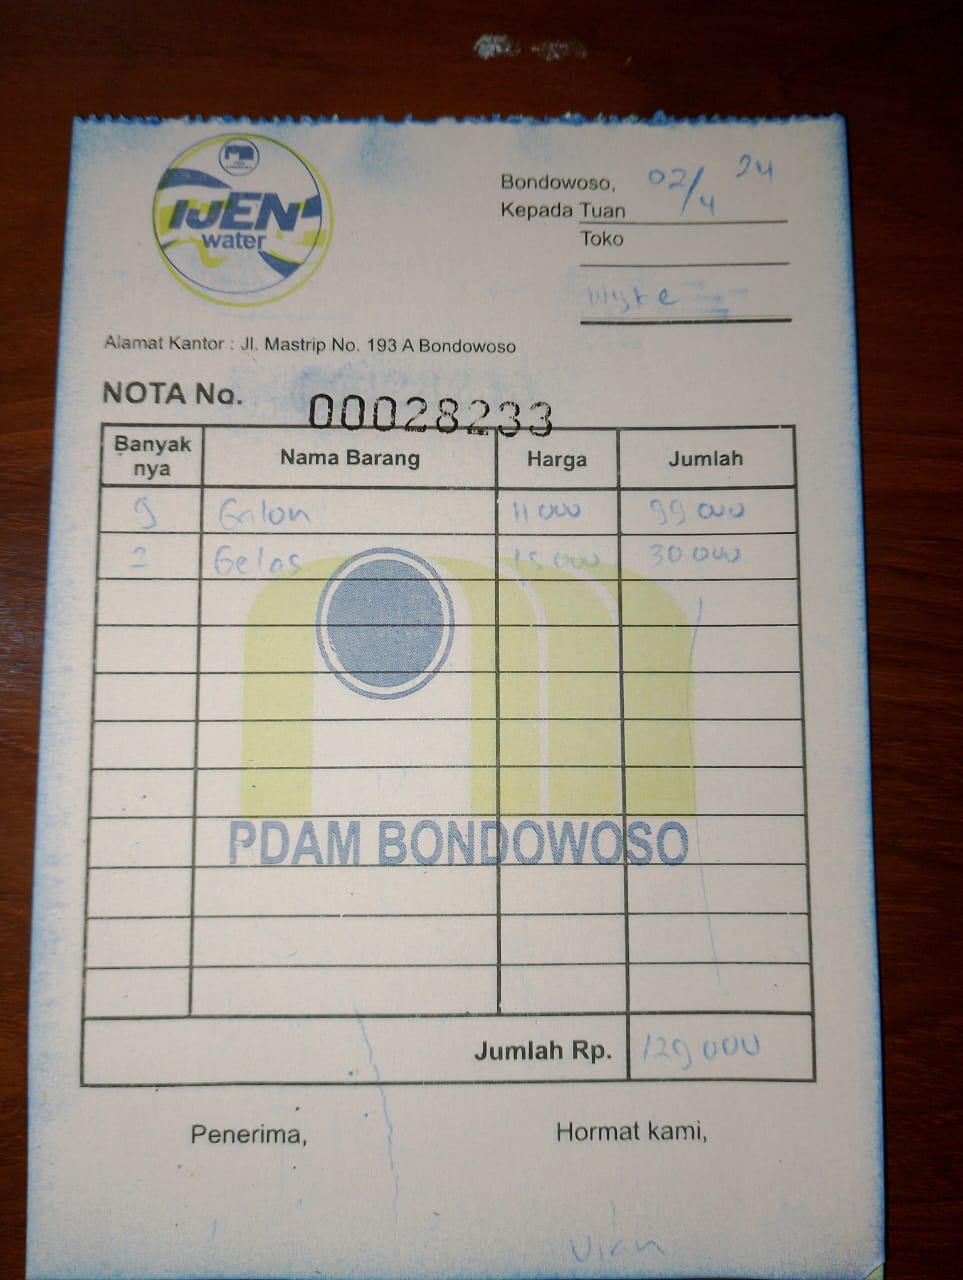 IJEN
water
Bondowoso, 02/4 24
Kepada Tuan
Toko
Alamat Kantor : Jl. Mastrip No. 193 A Bondowoso
NOTA No. 00028233
Banyak nya Nama Barang Harga Jumlah
9 Galon 11 000 99 000
2 Gelas 15 000 30 000
PDAM BONDOWOSO
Jumlah Rp. 129 000
Penerima, Hormat kami,